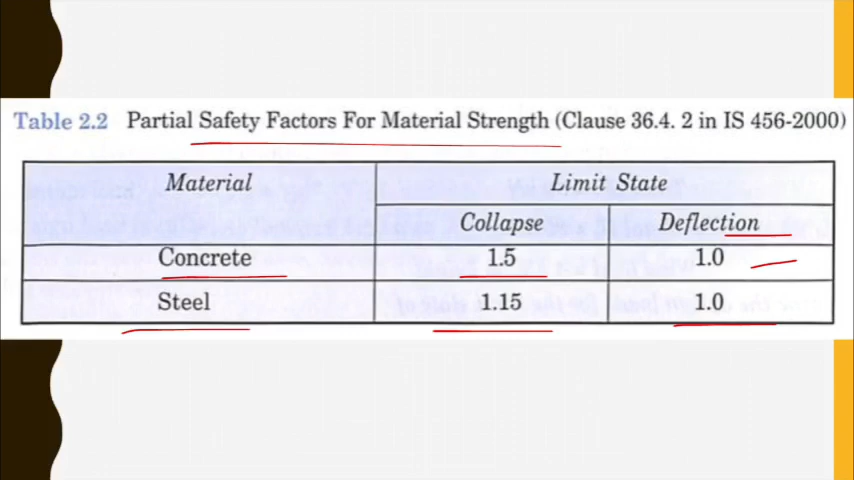 Table 2.2 Partial Safety Factors For Material Strength (Clause 36.4. 2 in IS 456-2000)
Material Limit State
Collapse Deflection
Concrete 1.5 1.0
Steel 1.15 1.0